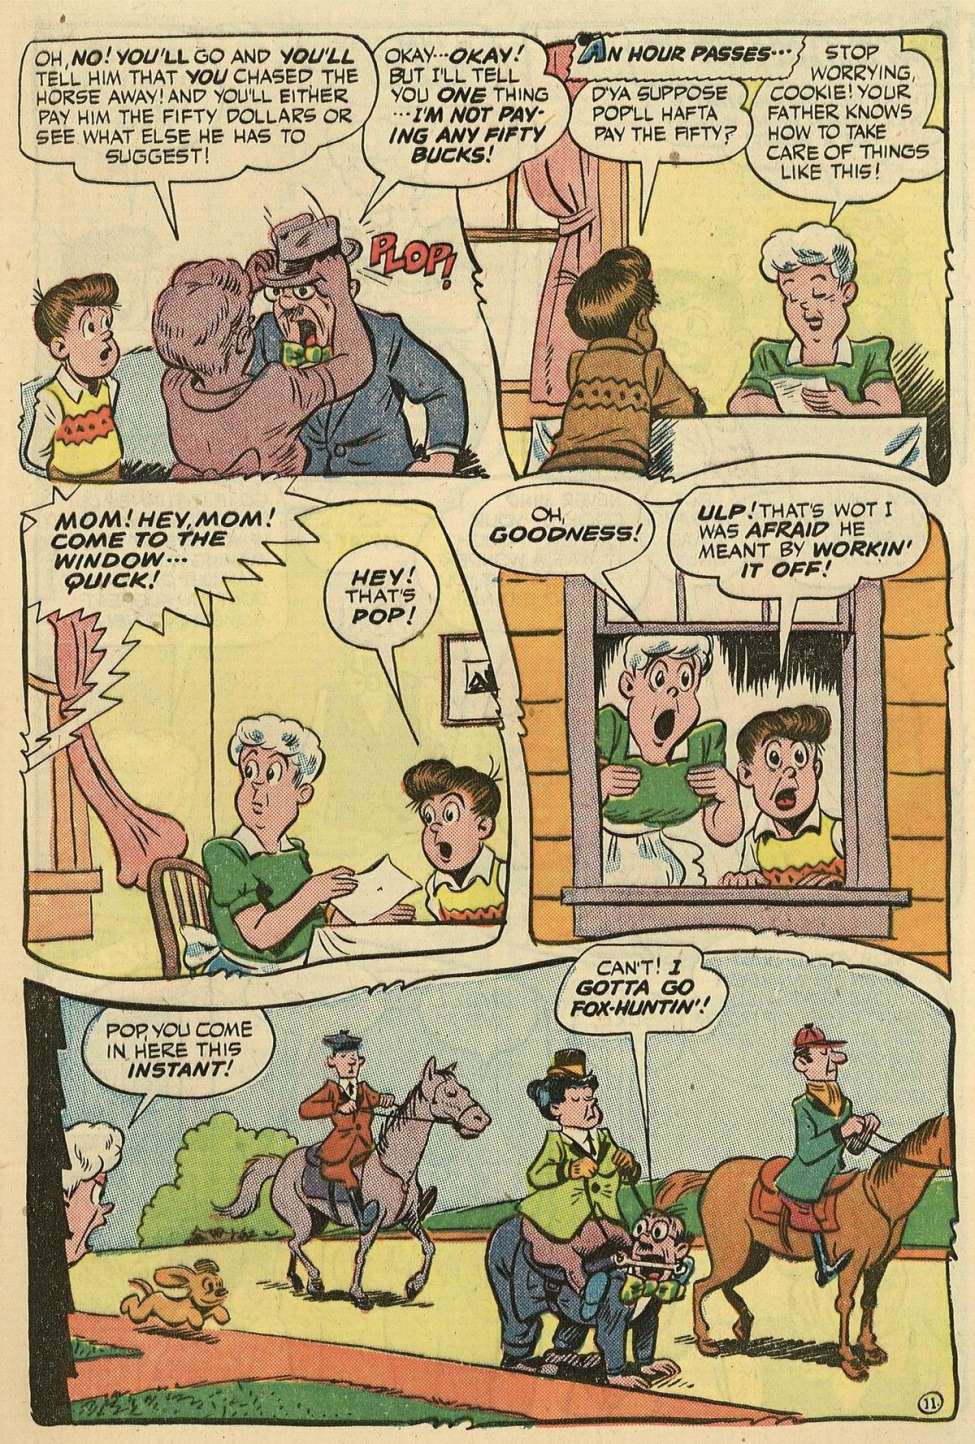 OH, NO! YOU'LL GO AND YOU'LL
TELL HIM THAT YOU CHASED THE
HORSE AWAY! AND YOU'LL EITHER
PAY HIM THE FIFTY DOLLARS OR
SEE WHAT ELSE HE HAS TO
SUGGEST!
OKAY... OKAY!
BUT I'LL TELL
YOU ONE THING
...I'M NOT PAY-
ING ANY FIFTY
BUCKS!
PLOP!
AN HOUR PASSES...
D'YA SUPPOSE
POP'LL HAFTA
PAY THE FIFTY?
STOP
WORRYING,
COOKIE! YOUR
FATHER KNOWS
HOW TO TAKE
CARE OF THINGS
LIKE THIS!
MOM! HEY, MOM!
COME TO THE
WINDOW...
QUICK!
HEY!
THAT'S
POP!
OH,
GOODNESS!
ULP! THAT'S WOT I
WAS AFRAID HE
MEANT BY WORKIN'
IT OFF!
POP, YOU COME
IN HERE THIS
INSTANT!
CAN'T! I
GOTTA GO
FOX-HUNTIN'!
11